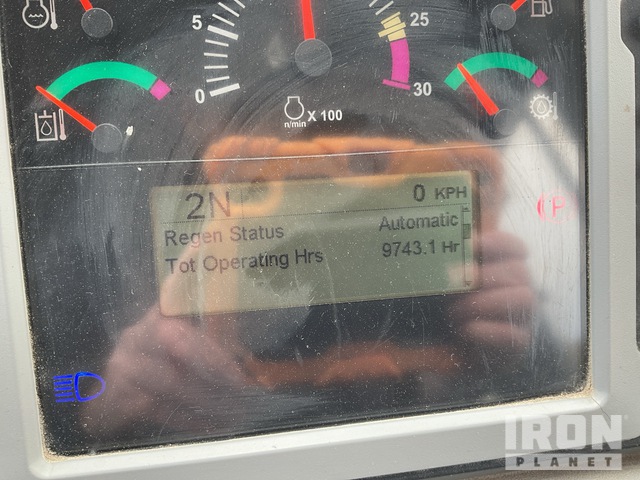 5
25
0
30
n/min X 100
2N
0 KPH
Regen Status Automatic
Tot Operating Hrs 9743.1 Hr
(P)
IRON
PLANET